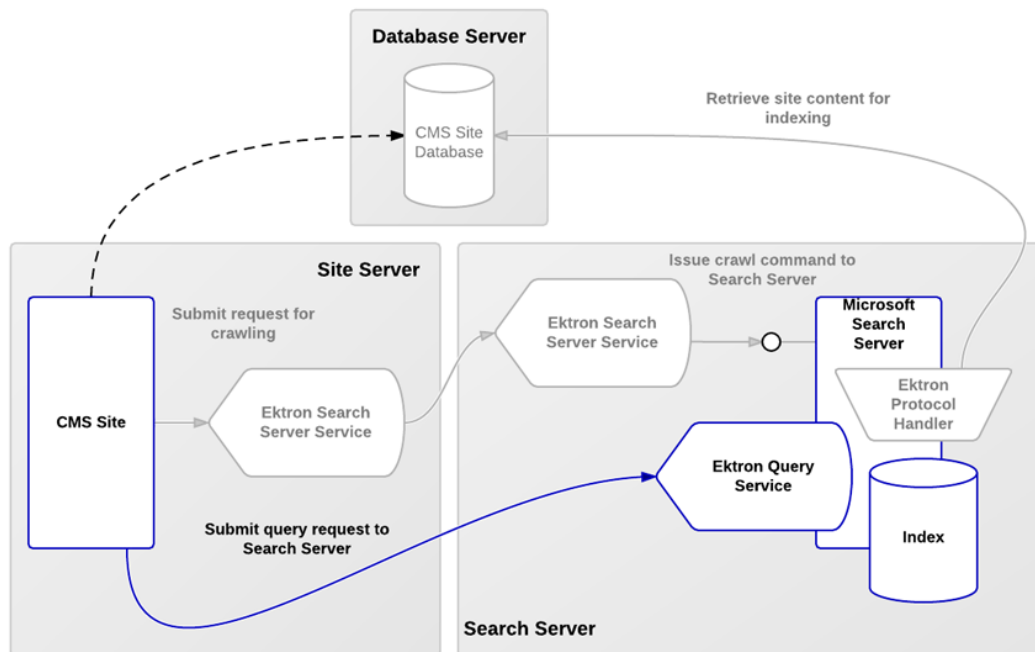 Database Server
CMS Site
Database
Retrieve site content for
indexing
Site Server
Submit request for
crawling
CMS Site
Ektron Search
Server Service
Submit query request to
Search Server
Issue crawl command to
Search Server
Ektron Search
Server Service
Microsoft
Search
Server
Ektron
Protocol
Handler
Ektron Query
Service
Index
Search Server